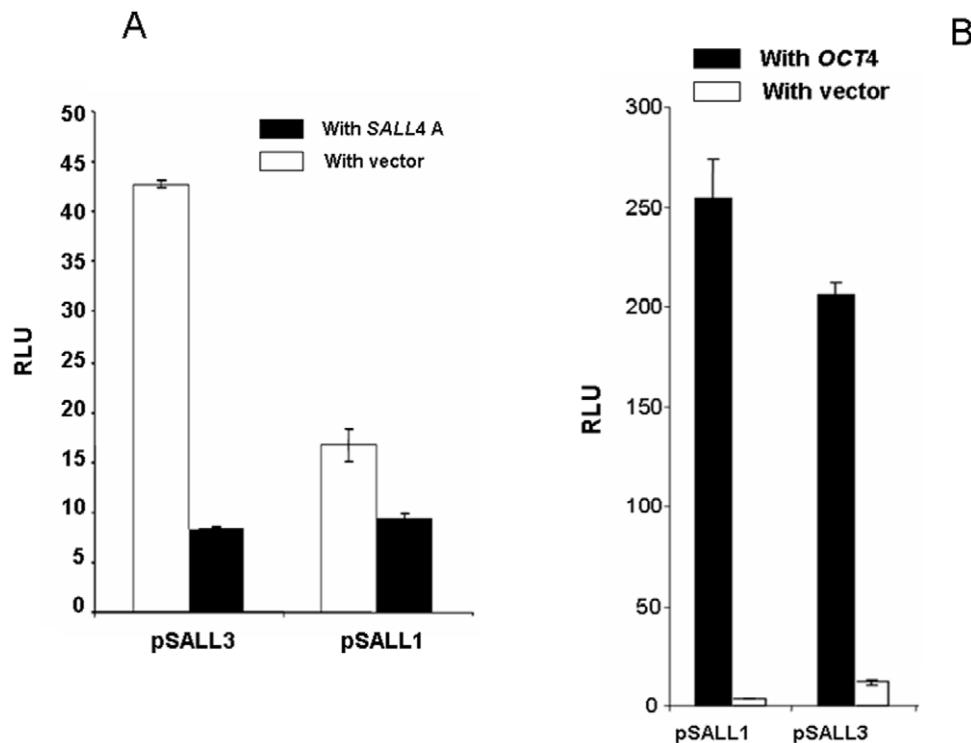 A
50
45
40
35
30
25
20
15
10
5
0
RLU
With SALL4 A
With vector
pSALL3
pSALL1
B
With OCT4
With vector
300
250
200
150
100
50
0
RLU
pSALL1
pSALL3